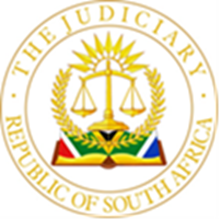 THE JUDICIARY
REPUBLIC OF SOUTH AFRICA